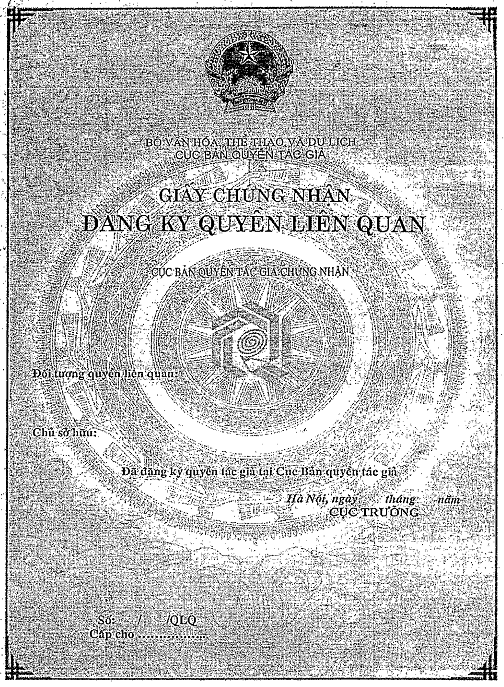 BỘ VĂN HÓA, THỂ THAO VÀ DU LỊCH
CỤC BẢN QUYỀN TÁC GIẢ
GIẤY CHỨNG NHẬN
ĐĂNG KÝ QUYỀN LIÊN QUAN
CỤC BẢN QUYỀN TÁC GIẢ CHỨNG NHẬN
Đối tượng quyền liên quan:
Chủ sở hữu:
Đã đăng ký quyền tác giả tại Cục Bản quyền tác giả
Hà Nội, ngày tháng năm
CỤC TRƯỞNG
Số: / /QLQ
Cấp cho ................